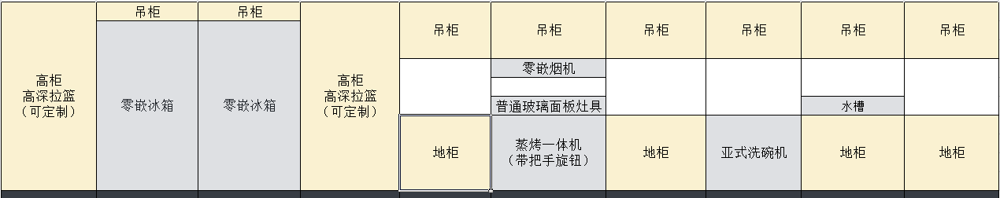 吊柜
吊柜
高柜
高深拉篮
（可定制）
零嵌冰箱
零嵌冰箱
高柜
高深拉篮
（可定制）
吊柜
吊柜
吊柜
吊柜
吊柜
吊柜
零嵌烟机
普通玻璃面板灶具
水槽
地柜
蒸烤一体机
（带把手旋钮）
地柜
亚式洗碗机
地柜
地柜